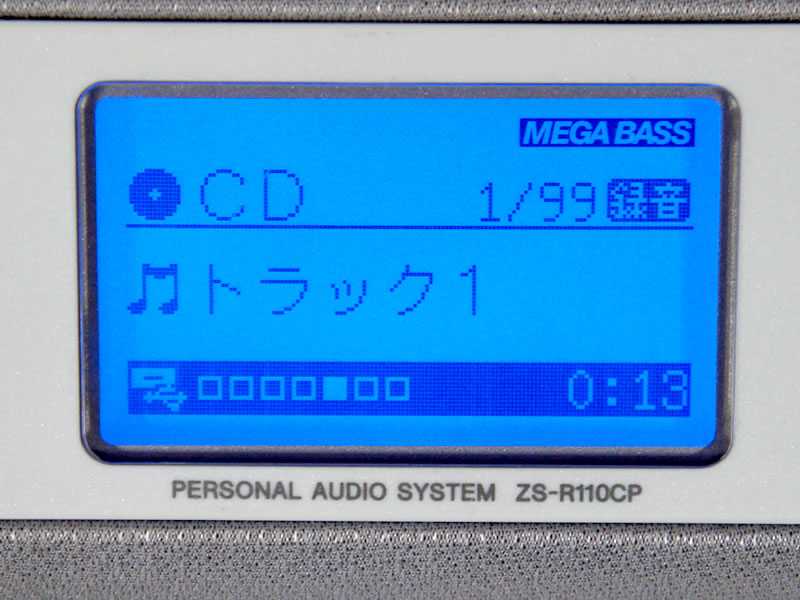 MEGA BASS
CD 1/99 録音
トラック1
0:13
PERSONAL AUDIO SYSTEM ZS-R110CP